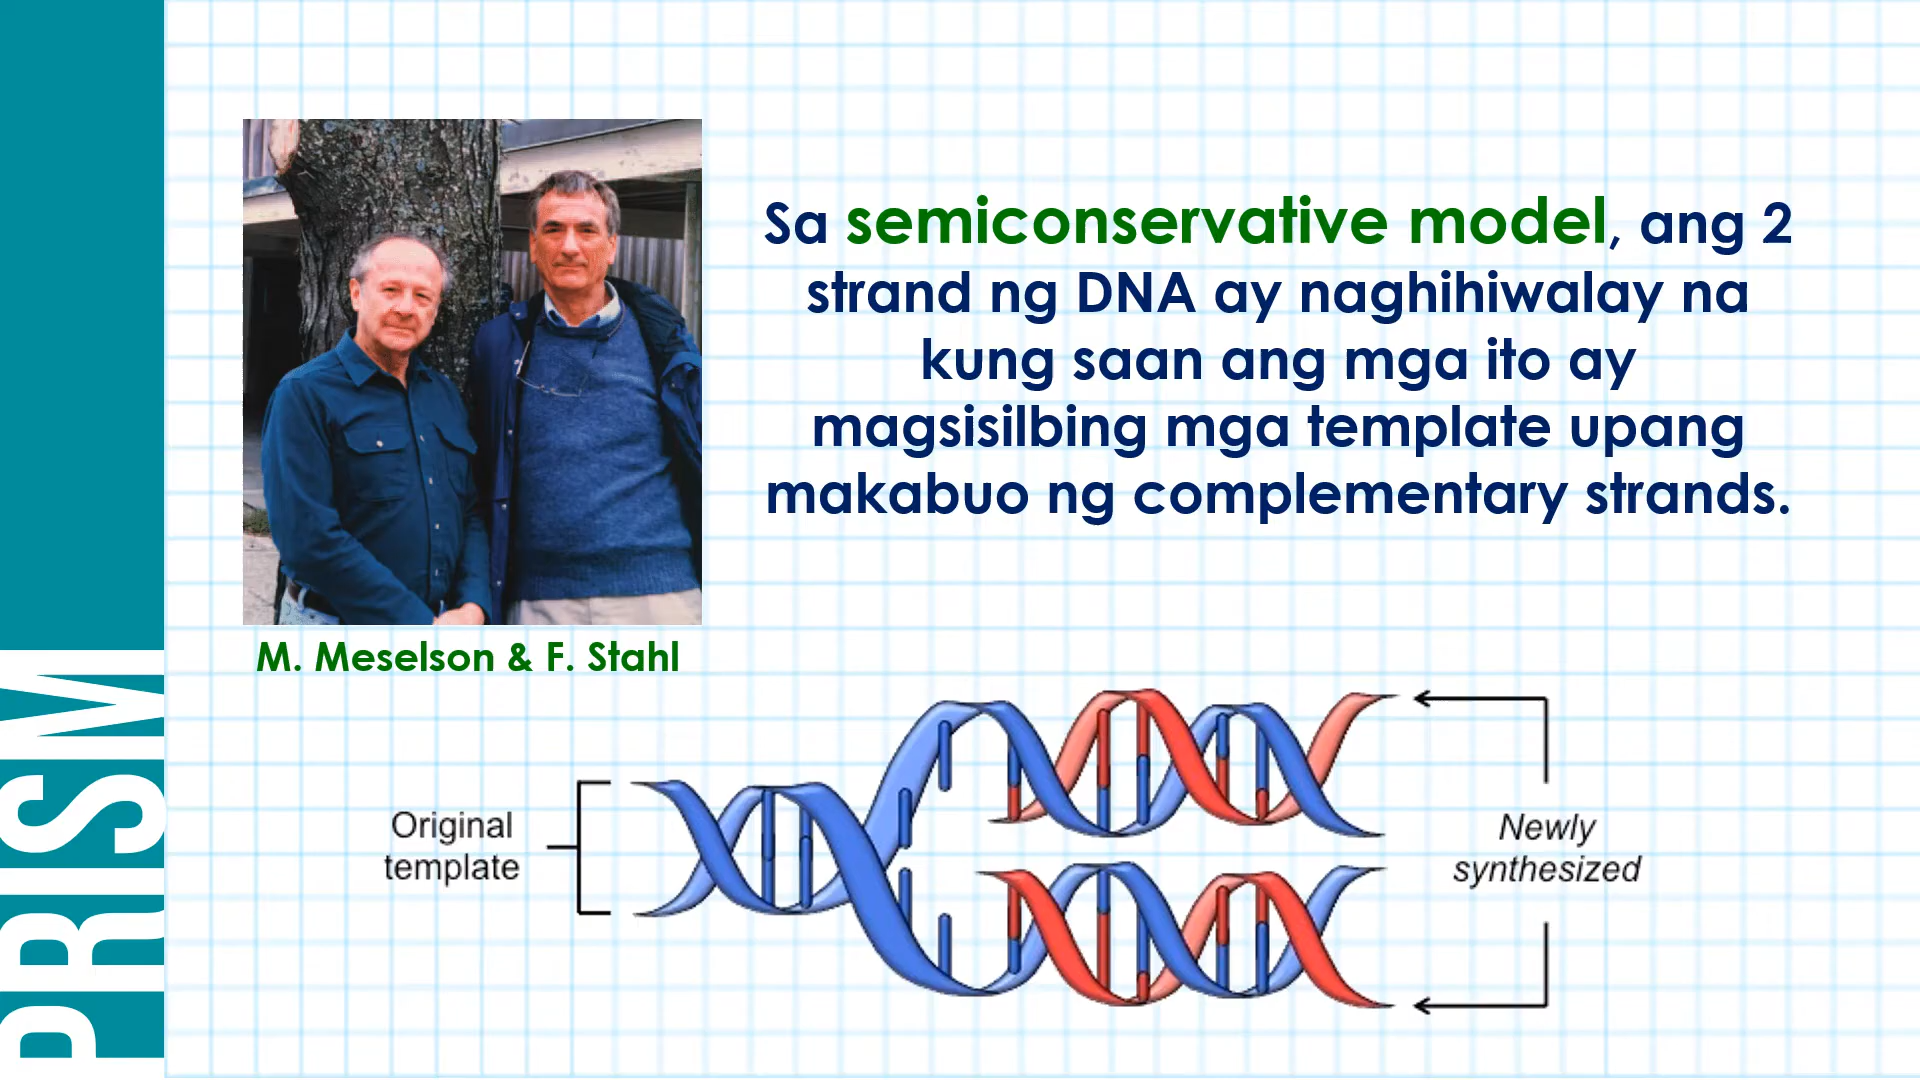 Sa semiconservative model, ang 2
strand ng DNA ay naghihiwalay na
kung saan ang mga ito ay
magsisilbing mga template upang
makabuo ng complementary strands.
M. Meselson & F. Stahl
Original
template
Newly
synthesized
PRISM